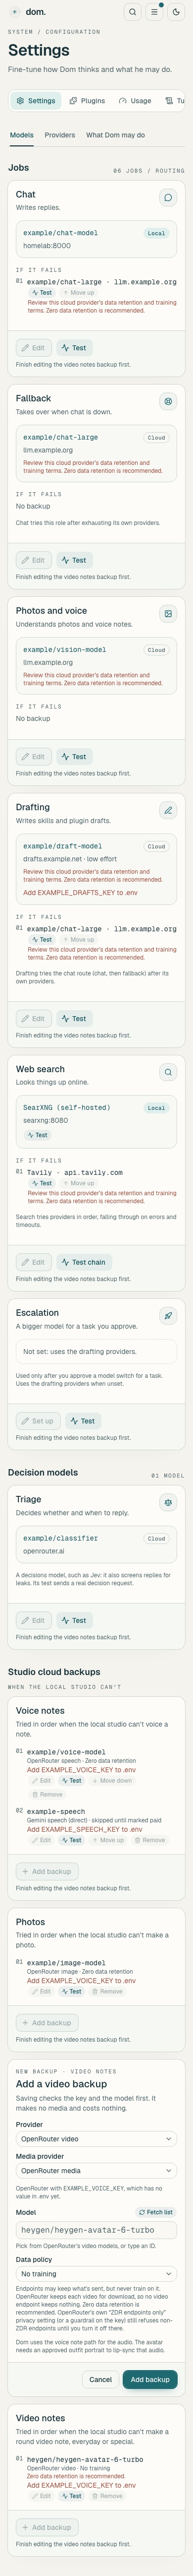 dom.
SYSTEM / CONFIGURATION
Settings
Fine-tune how Dom thinks and what he may do.
Settings
Plugins
Usage
Tu
Models
Providers
What Dom may do
Jobs
06 JOBS / ROUTING
Chat
Writes replies.
example/chat-model
Local
homelab:8000
IF IT FAILS
01 example/chat-large · llm.example.org
Test
Move up
Review this cloud provider's data retention and training
terms. Zero data retention is recommended.
Edit
Test
Finish editing the video notes backup first.
Fallback
Takes over when chat is down.
example/chat-large
Cloud
llm.example.org
Review this cloud provider's data retention and
training terms. Zero data retention is recommended.
IF IT FAILS
No backup
Chat tries this role after exhausting its own providers.
Edit
Test
Finish editing the video notes backup first.
Photos and voice
Understands photos and voice notes.
example/vision-model
Cloud
llm.example.org
Review this cloud provider's data retention and
training terms. Zero data retention is recommended.
IF IT FAILS
No backup
Edit
Test
Finish editing the video notes backup first.
Drafting
Writes skills and plugin drafts.
example/draft-model
Cloud
drafts.example.net · low effort
Review this cloud provider's data retention and
training terms. Zero data retention is recommended.
Add EXAMPLE_DRAFTS_KEY to .env
IF IT FAILS
01 example/chat-large · llm.example.org
Test
Move up
Review this cloud provider's data retention and training
terms. Zero data retention is recommended.
Drafting tries the chat route (chat, then fallback) after its
own providers.
Edit
Test
Finish editing the video notes backup first.
Web search
Looks things up online.
SearXNG (self-hosted)
Local
searxng:8080
Test
IF IT FAILS
01 Tavily · api.tavily.com
Test
Move up
Review this cloud provider's data retention and training
terms. Zero data retention is recommended.
Search tries providers in order, falling through on errors and
timeouts.
Edit
Test chain
Finish editing the video notes backup first.
Escalation
A bigger model for a task you approve.
Not set: uses the drafting providers.
Used only after you approve a model switch for a task.
Uses the drafting providers when unset.
Set up
Test
Finish editing the video notes backup first.
Decision models
01 MODEL
Triage
Decides whether and when to reply.
example/classifier
Cloud
openrouter.ai
A decisions model, such as Jev: it also screens replies for
leaks. Its test sends a real decision request.
Edit
Test
Finish editing the video notes backup first.
Studio cloud backups
WHEN THE LOCAL STUDIO CAN'T
Voice notes
Tried in order when the local studio can't voice a
note.
01 example/voice-model
OpenRouter speech · Zero data retention
Add EXAMPLE_VOICE_KEY to .env
Edit
Test
Move down
Remove
02 example-speech
Gemini speech (direct) · skipped until marked paid
Add EXAMPLE_SPEECH_KEY to .env
Edit
Test
Move up
Remove
Add backup
Finish editing the video notes backup first.
Photos
Tried in order when the local studio can't make a
photo.
01 example/image-model
OpenRouter image · Zero data retention
Add EXAMPLE_VOICE_KEY to .env
Edit
Test
Remove
Add backup
Finish editing the video notes backup first.
NEW BACKUP · VIDEO NOTES
Add a video backup
Saving checks the key and the model first. It
makes no media and costs nothing.
Provider
OpenRouter video
Media provider
OpenRouter media
OpenRouter with EXAMPLE_VOICE_KEY, which has no
value in .env yet.
Model
Fetch list
heygen/heygen-avatar-6-turbo
Pick from OpenRouter's video models, or type an ID.
Data policy
No training
Endpoints may keep what's sent, but never train on it.
OpenRouter keeps each video for download, so no video
endpoint keeps nothing. Zero data retention is
recommended. OpenRouter's own "ZDR endpoints only"
privacy setting (or a guardrail on the key) still refuses non-
ZDR endpoints until you turn it off there.
Dom uses the voice note path for the audio. The avatar
needs an approved outfit portrait to lip-sync that audio.
Cancel
Add backup
Video notes
Tried in order when the local studio can't make a
round video note, everyday or special.
01 heygen/heygen-avatar-6-turbo
OpenRouter video · No training
Zero data retention is recommended.
Add EXAMPLE_VOICE_KEY to .env
Edit
Test
Remove
Add backup
Finish editing the video notes backup first.